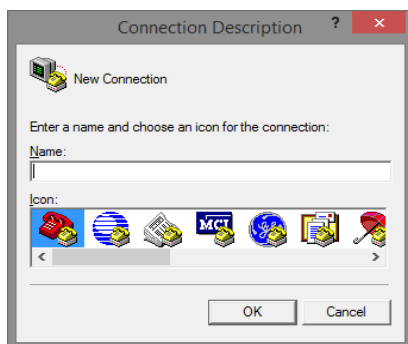 Connection Description
New Connection
Enter a name and choose an icon for the connection:
Name:
Icon:
MCI
OK
Cancel